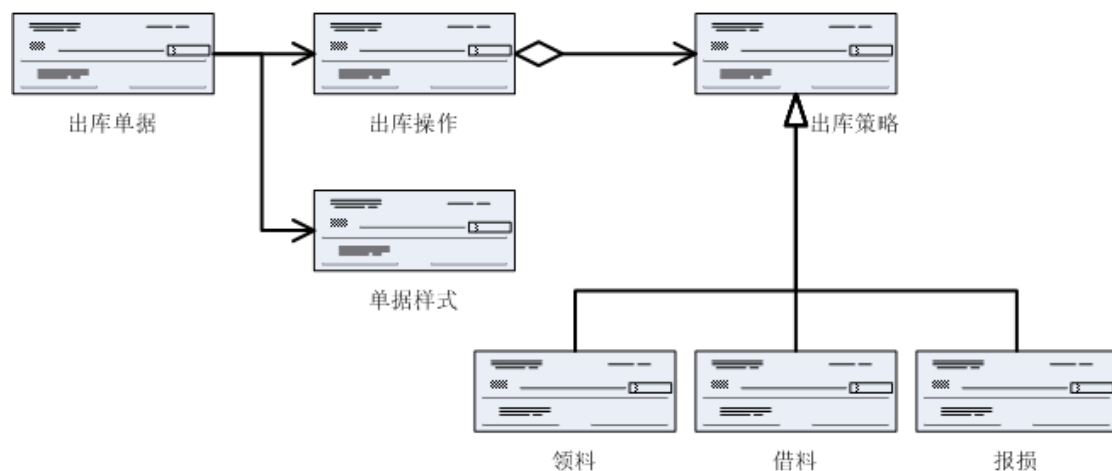 出库单据
出库操作
出库策略
单据样式
领料
借料
报损